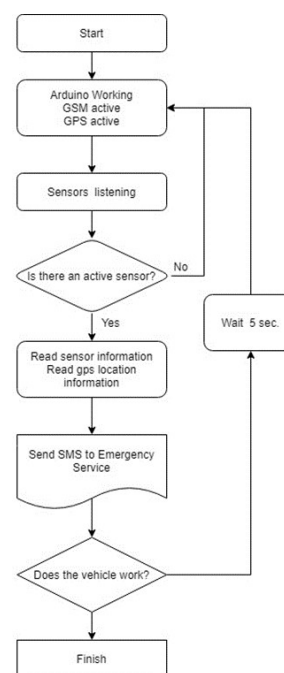 Start
Arduino Working
GSM active
GPS active
Sensors listening
Is there an active sensor?
No
Yes
Wait 5 sec.
Read sensor information
Read gps location
information
Send SMS to Emergency
Service
Does the vehicle work?
Finish